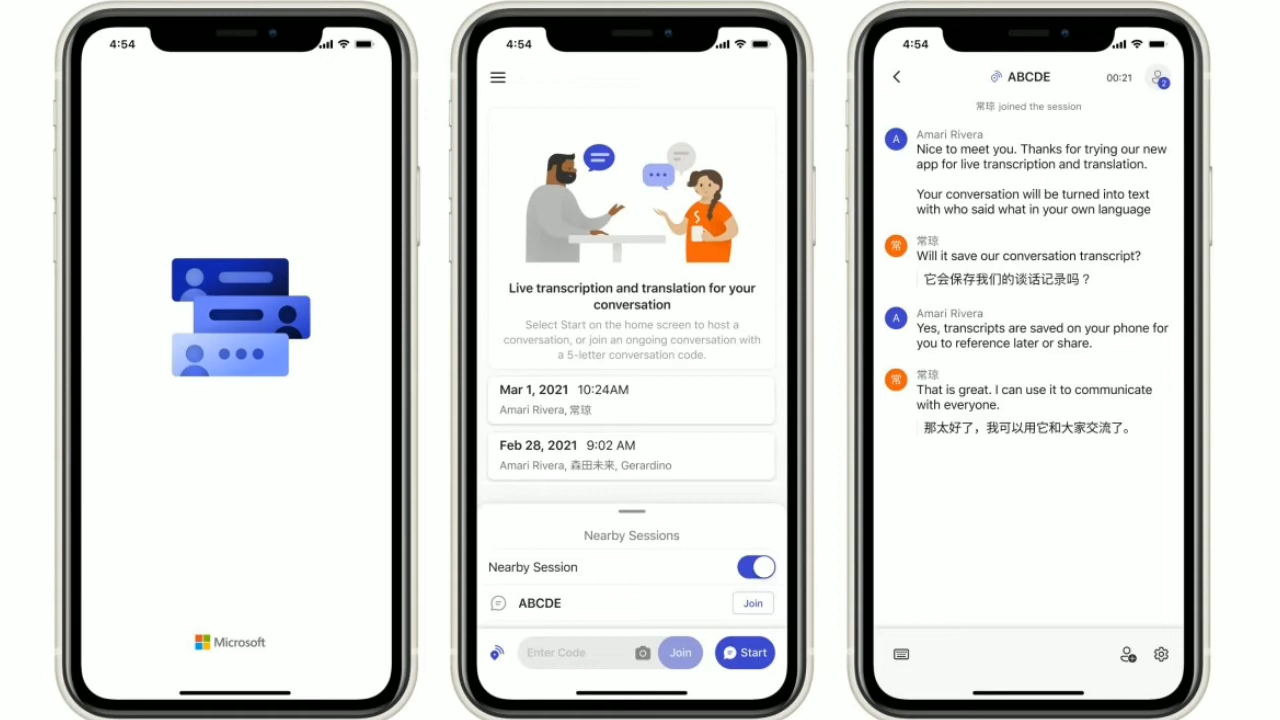 4:54
Microsoft
4:54
Live transcription and translation for your
conversation
Select Start on the home screen to host a
conversation, or join an ongoing conversation with
a 5-letter conversation code.
Mar 1, 2021 10:24AM
Amari Rivera, 常琼
Feb 28, 2021 9:02 AM
Amari Rivera, 森田未来, Gerardino
Nearby Sessions
Nearby Session
ABCDE
Join
Enter Code
Join
Start
4:54
ABCDE
00:21
2
常琼 joined the session
A
Amari Rivera
Nice to meet you. Thanks for trying our new
app for live transcription and translation.
Your conversation will be turned into text
with who said what in your own language
常
常琼
Will it save our conversation transcript?
它会保存我们的谈话记录吗？
A
Amari Rivera
Yes, transcripts are saved on your phone for
you to reference later or share.
常
常琼
That is great. I can use it to communicate
with everyone.
那太好了，我可以用它和大家交流了。